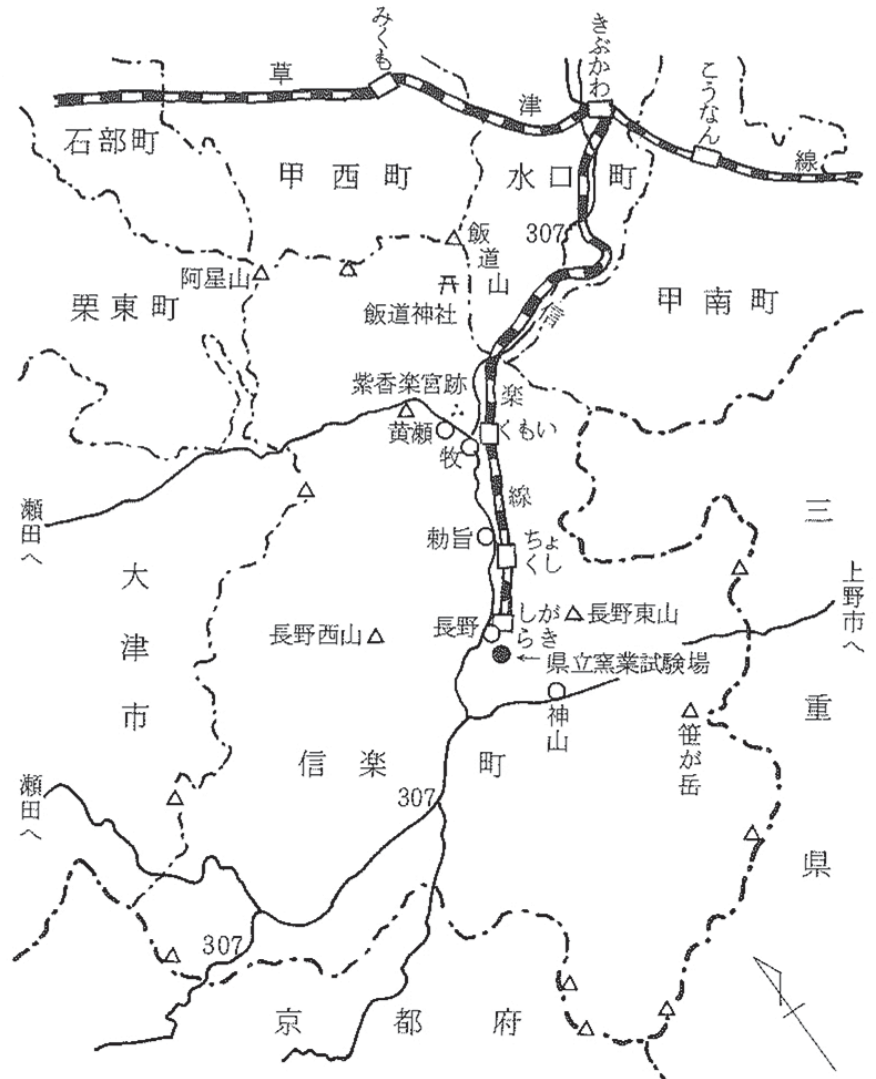 みくも
きぶかわ
こうなん
草津線
石部町
甲西町
水口町
307
飯道山
阿星山
栗東町
飯道神社
甲南町
信楽線
紫香楽宮跡
黄瀬
牧
くもい
瀬田へ
勅旨
ちょくし
三重県
大津市
上野市へ
長野西山
長野
しがらき
長野東山
←県立窯業試験場
神山
笹が岳
信楽町
瀬田へ
307
307
京都府